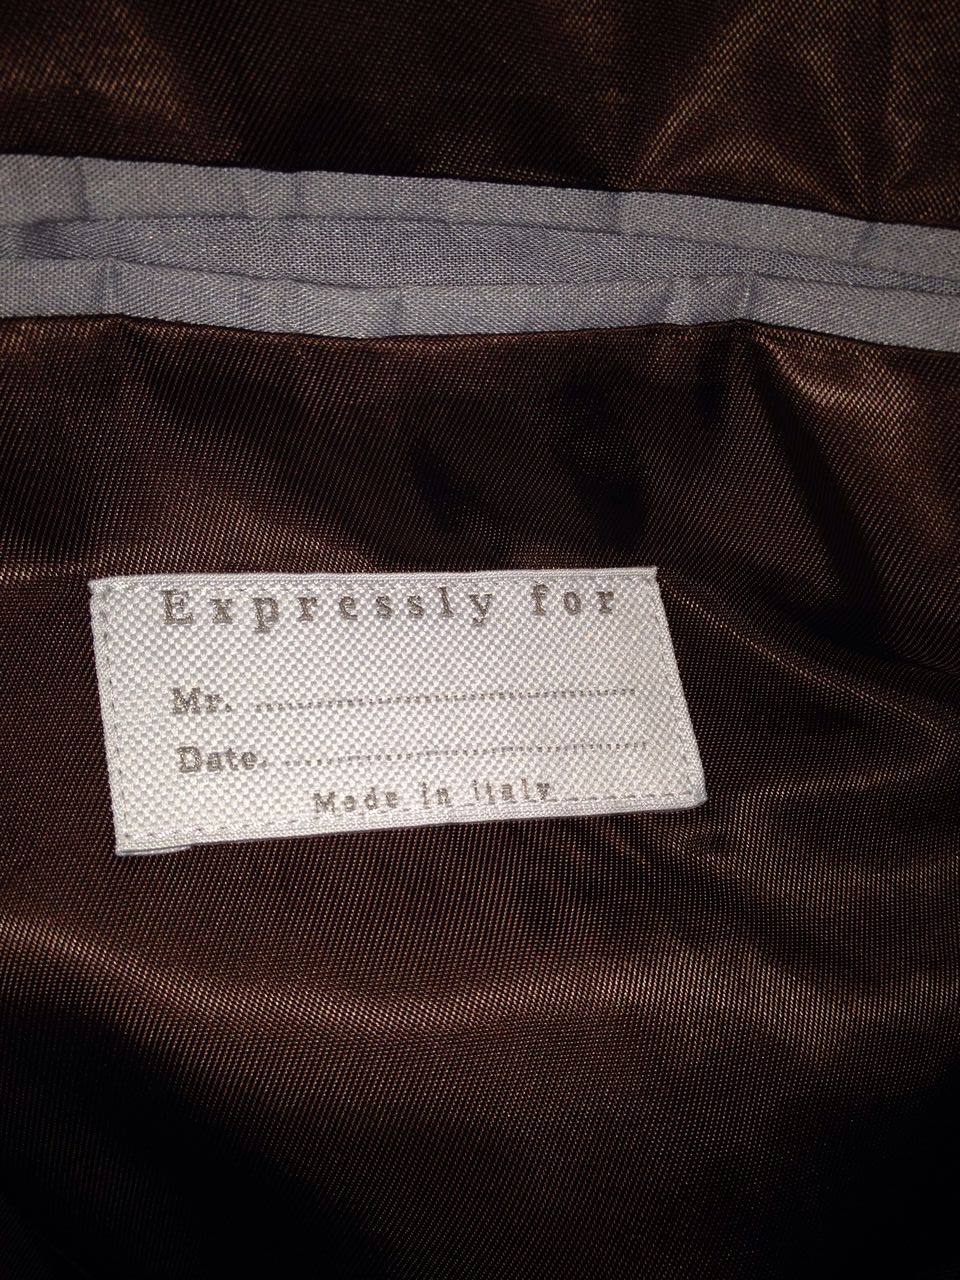 Expressly for
Mr. ..............................
Date. ..............................
Made in Italy